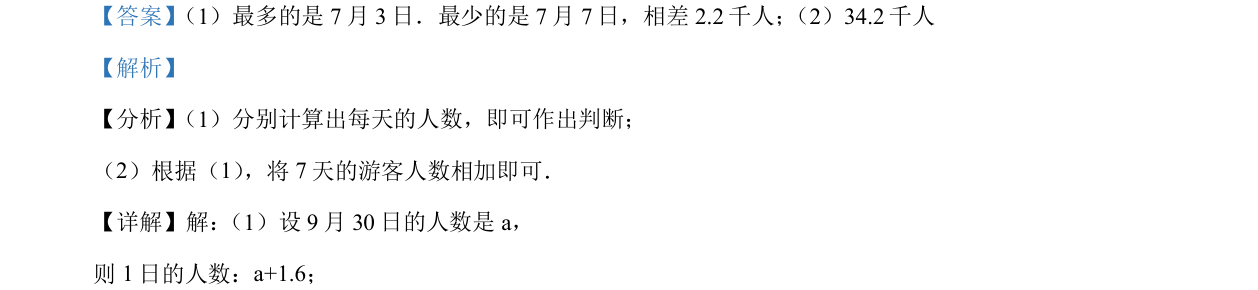 【答案】（1）最多的是 7 月 3 日．最少的是 7 月 7 日，相差 2.2 千人；（2）34.2 千人
【解析】
【分析】（1）分别计算出每天的人数，即可作出判断；
（2）根据（1），将 7 天的游客人数相加即可．
【详解】解：（1）设 9 月 30 日的人数是 a，
则 1 日的人数：a+1.6；